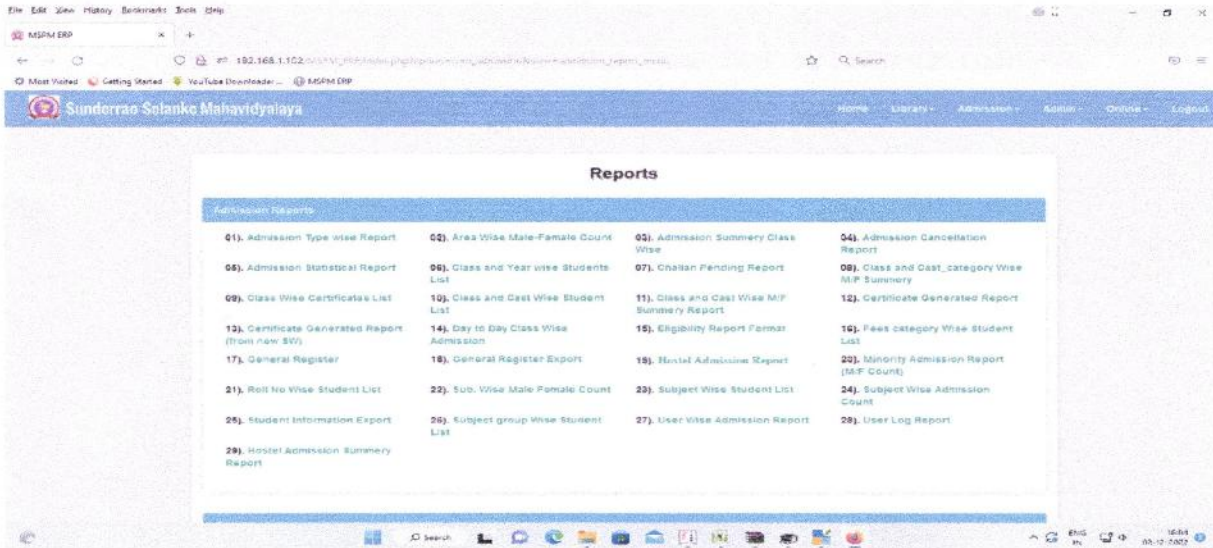 File Edit View History Bookmarks Tools Help
MSPM ERP
192.168.1.102
Search
Most Visited Getting Started YouTube Downloader ... MSPM ERP
Sunderrao Solanke Mahavidyalaya
Home Library Admission Admin Online Logout
Reports
Admission Reports
01). Admission Type wise Report
02). Area Wise Male-Female Count
03). Admission Summery Class
Wise
04). Admission Cancellation
Report
05). Admission Statistical Report
06). Class and Year wise Students
List
07). Challan Pending Report
08). Class and Cast_category Wise
M/F Summery
09). Class Wise Certificates List
10). Class and Cast Wise Student
List
11). Class and Cast Wise M/F
Summery Report
12). Certificate Generated Report
13). Certificate Generated Report
(from new SW)
14). Day to Day Class Wise
Admission
15). Eligibility Report Format
16). Fees category Wise Student
List
17). General Register
18). General Register Export
19). Hostel Admission Report
20). Minority Admission Report
(M/F Count)
21). Roll No Wise Student List
22). Sub. Wise Male Female Count
23). Subject Wise Student List
24). Subject Wise Admission
Count
25). Student Information Export
26). Subject group Wise Student
List
27). User Wise Admission Report
28). User Log Report
29). Hostel Admission Summery
Report
Search
ENG
IN